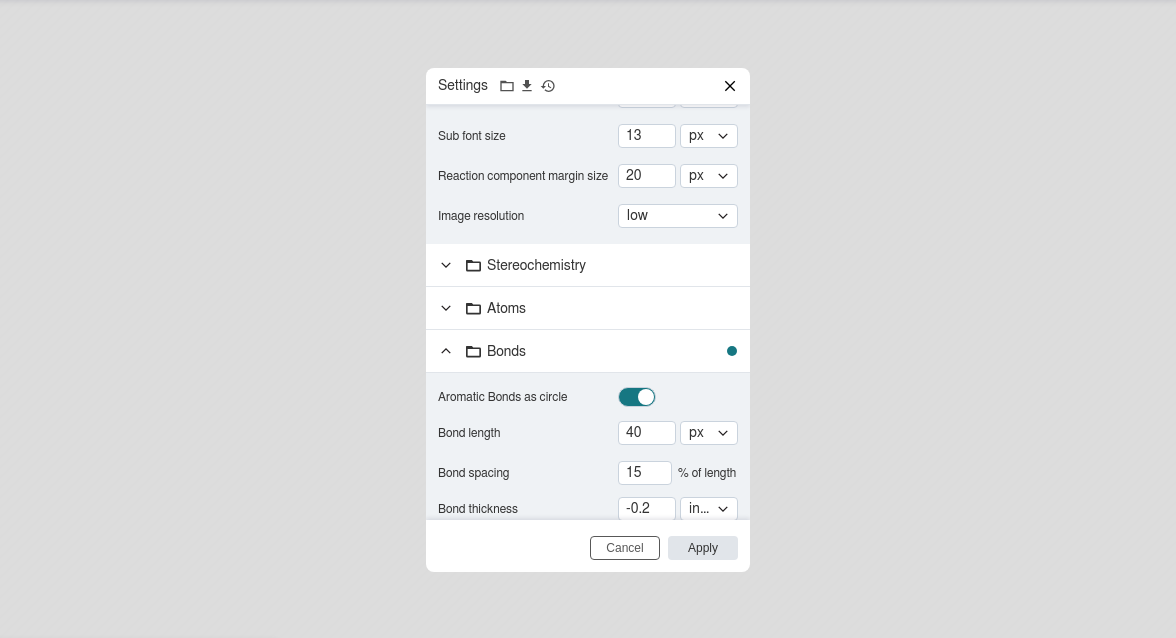 Settings
Sub font size 13 px
Reaction component margin size 20 px
Image resolution low
Stereochemistry
Atoms
Bonds
Aromatic Bonds as circle
Bond length 40 px
Bond spacing 15 % of length
Bond thickness -0.2 in...
Cancel Apply